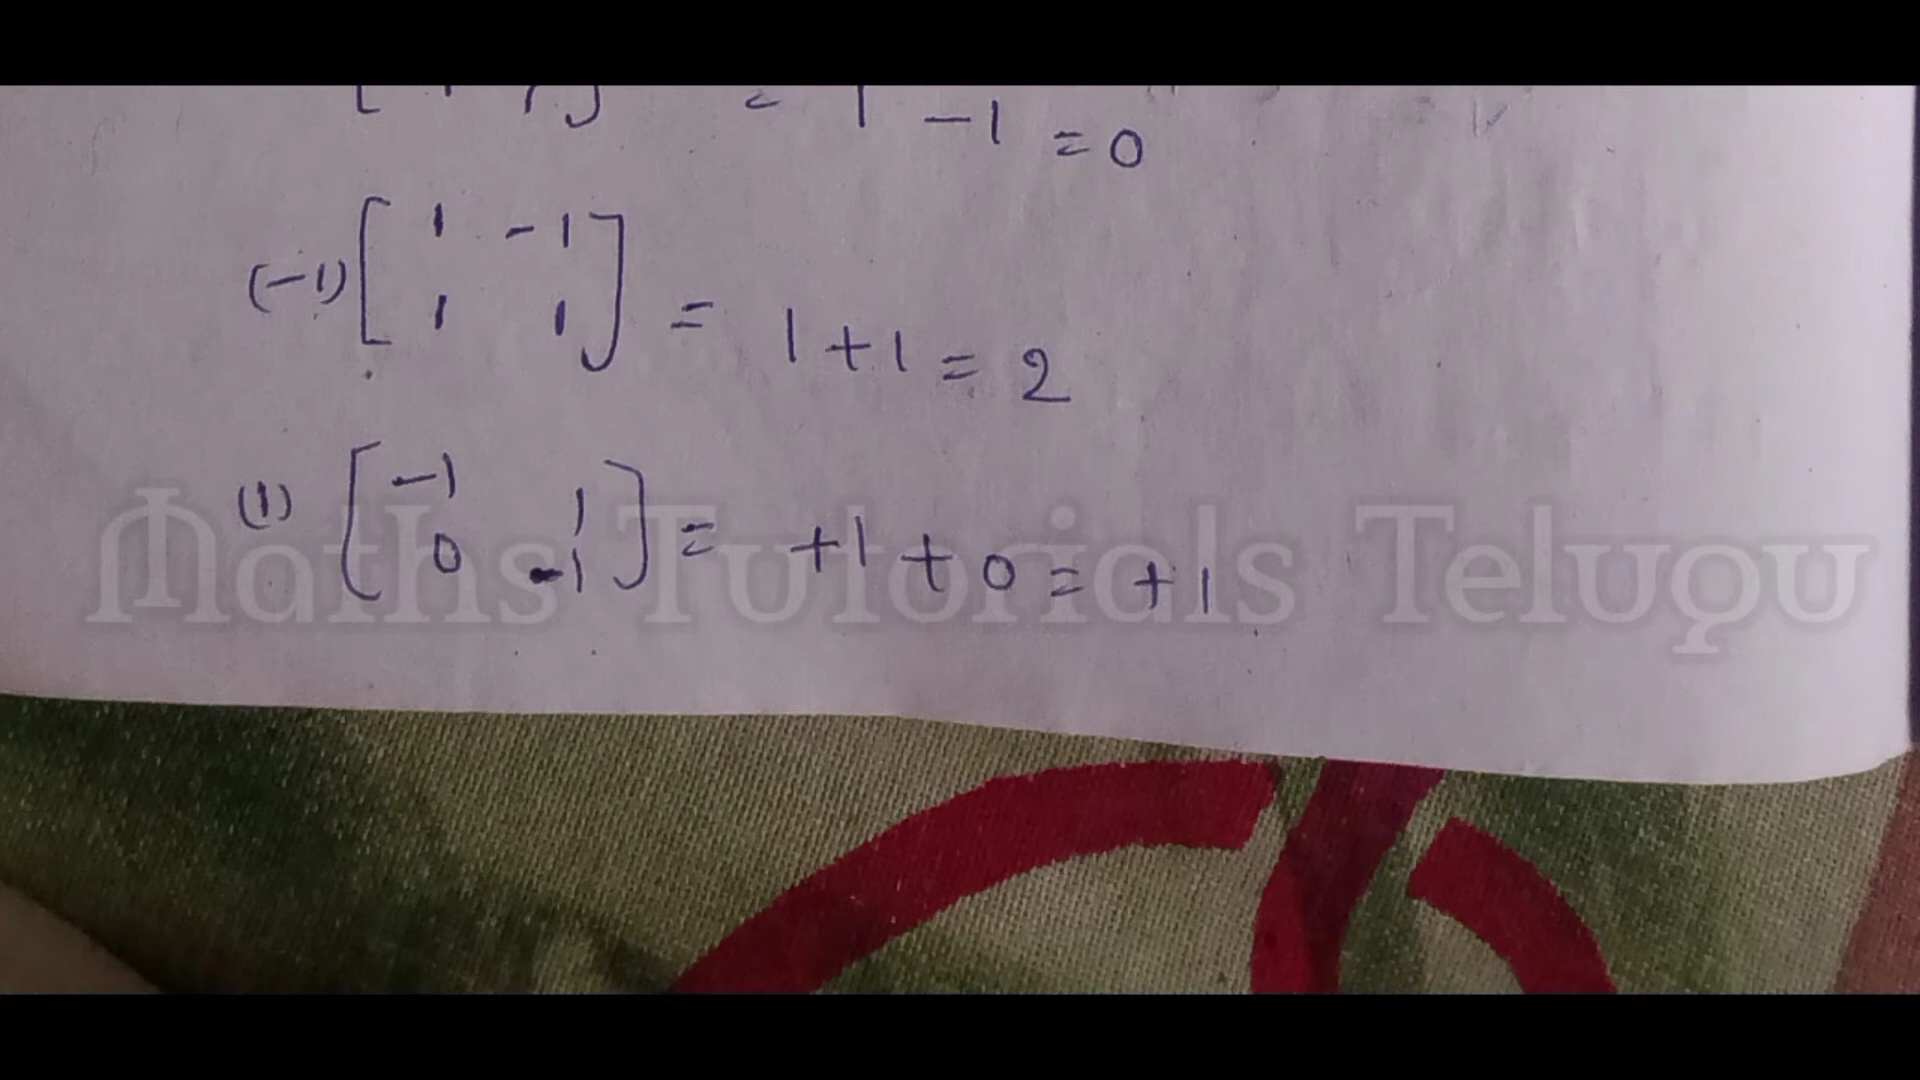 = 1 - 1 = 0
(-1) [ 1 -1
1 1 ] = 1 + 1 = 2
(1) [ -1 1
0 -1 ] = +1 + 0 = +1
Maths Tutorials Telugu